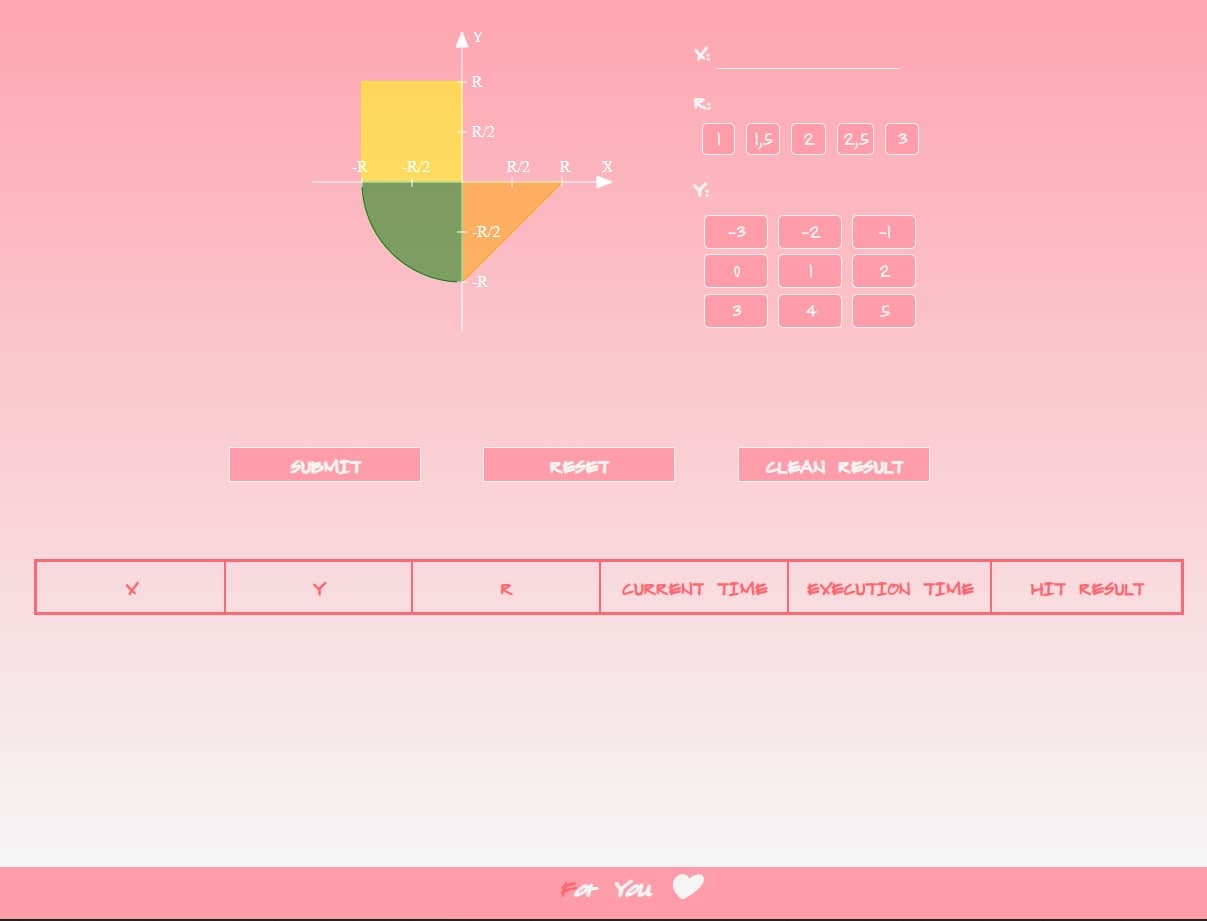 Y
R
R/2
-R -R/2 R/2 R X
-R/2
-R
X:
R:
1 1,5 2 2,5 3
Y:
-3 -2 -1
0 1 2
3 4 5
SUBMIT RESET CLEAN RESULT
X Y R CURRENT TIME EXECUTION TIME HIT RESULT
For You